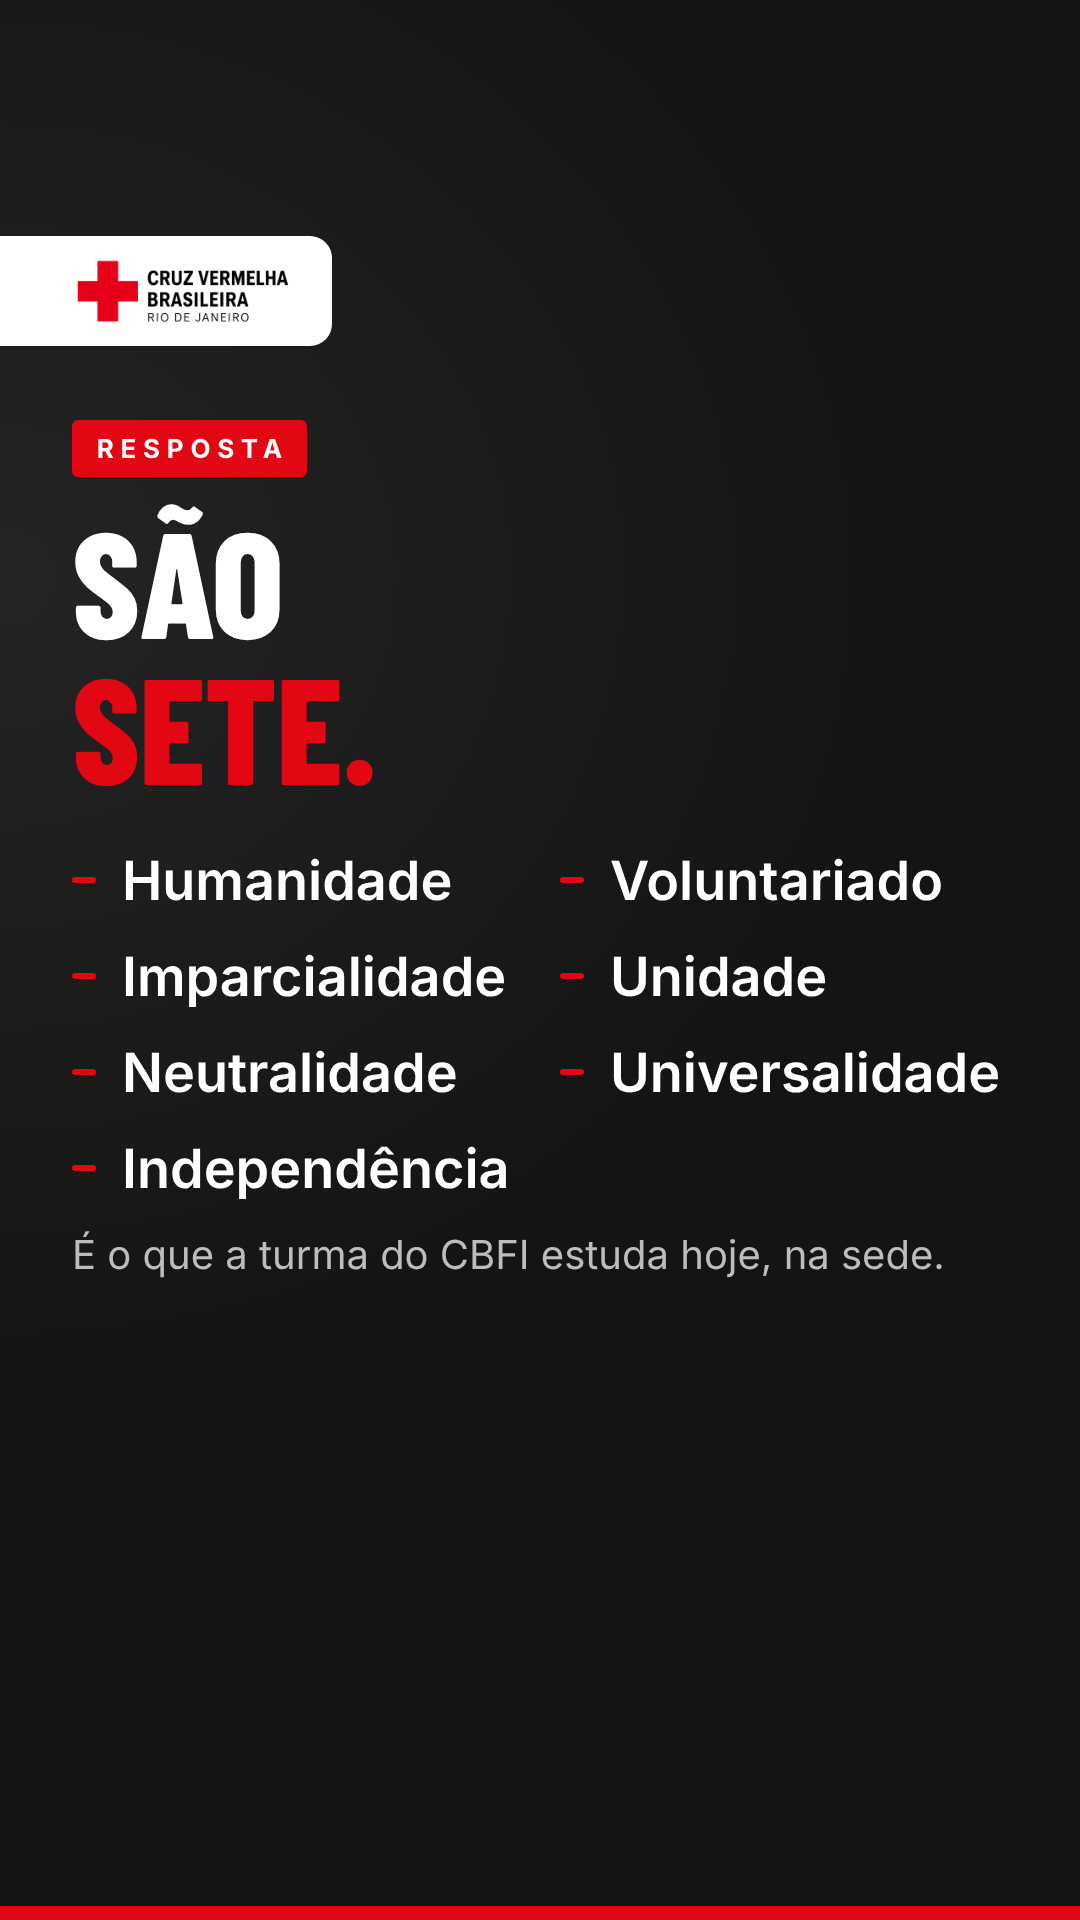 CRUZ VERMELHA
BRASILEIRA
RIO DE JANEIRO
RESPOSTA
SÃO
SETE.
Humanidade
Imparcialidade
Neutralidade
Independência
Voluntariado
Unidade
Universalidade
É o que a turma do CBFI estuda hoje, na sede.